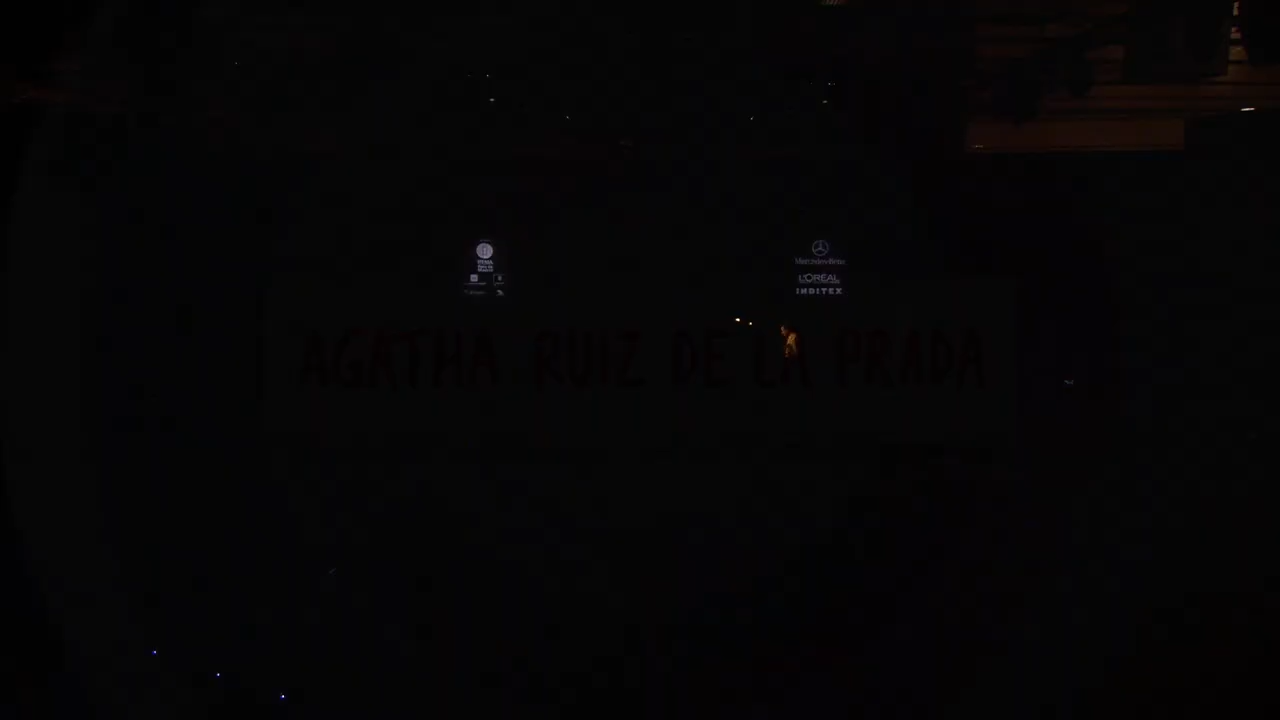 Mercedes-Benz
L'ORÉAL
INDITEX
AGATHA RUIZ DE LA PRADA